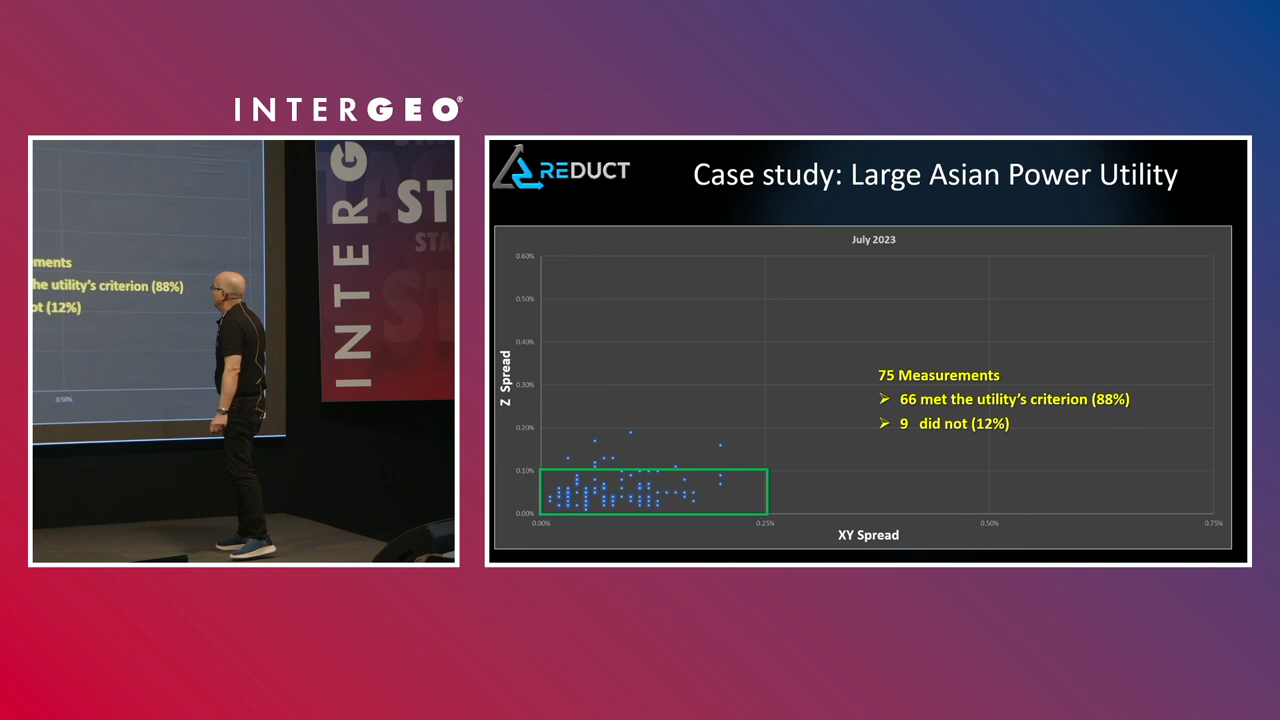 INTERGEO®
ments
he utility's criterion (88%)
ot (12%)
0.50%
INTERG
ST
STA
ST
REDUCT
Case study: Large Asian Power Utility
July 2023
0.60%
0.50%
0.40%
0.30%
0.20%
0.10%
0.00%
Z Spread
75 Measurements
➢ 66 met the utility's criterion (88%)
➢ 9 did not (12%)
0.00%
0.25%
0.50%
0.75%
XY Spread